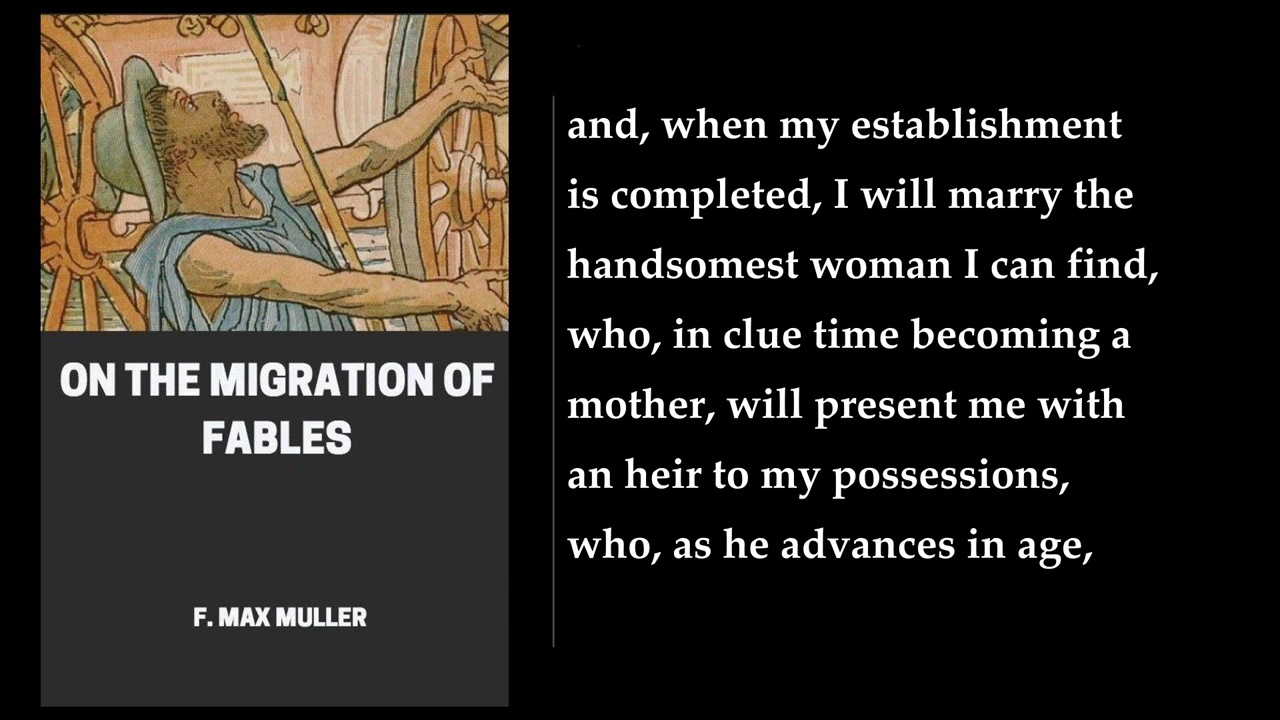 ON THE MIGRATION OF
FABLES
F. MAX MULLER
and, when my establishment
is completed, I will marry the
handsomest woman I can find,
who, in clue time becoming a
mother, will present me with
an heir to my possessions,
who, as he advances in age,